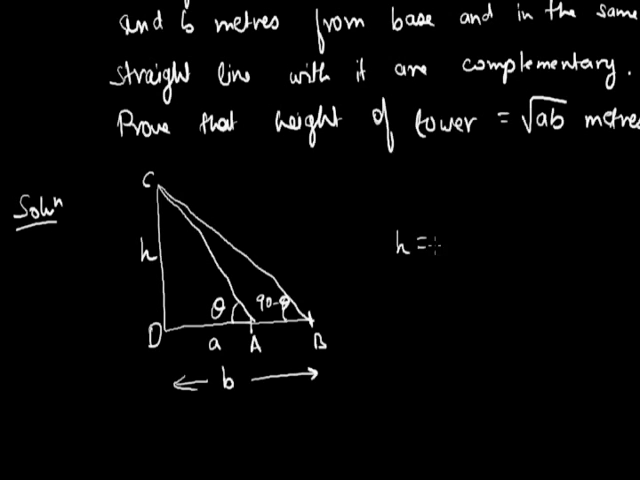 and b metres from base and in the same
straight line with it are complementary.
Prove that height of tower = √ab metres
Solⁿ
C
h
h =
θ
90-θ
D
a
A
B
b